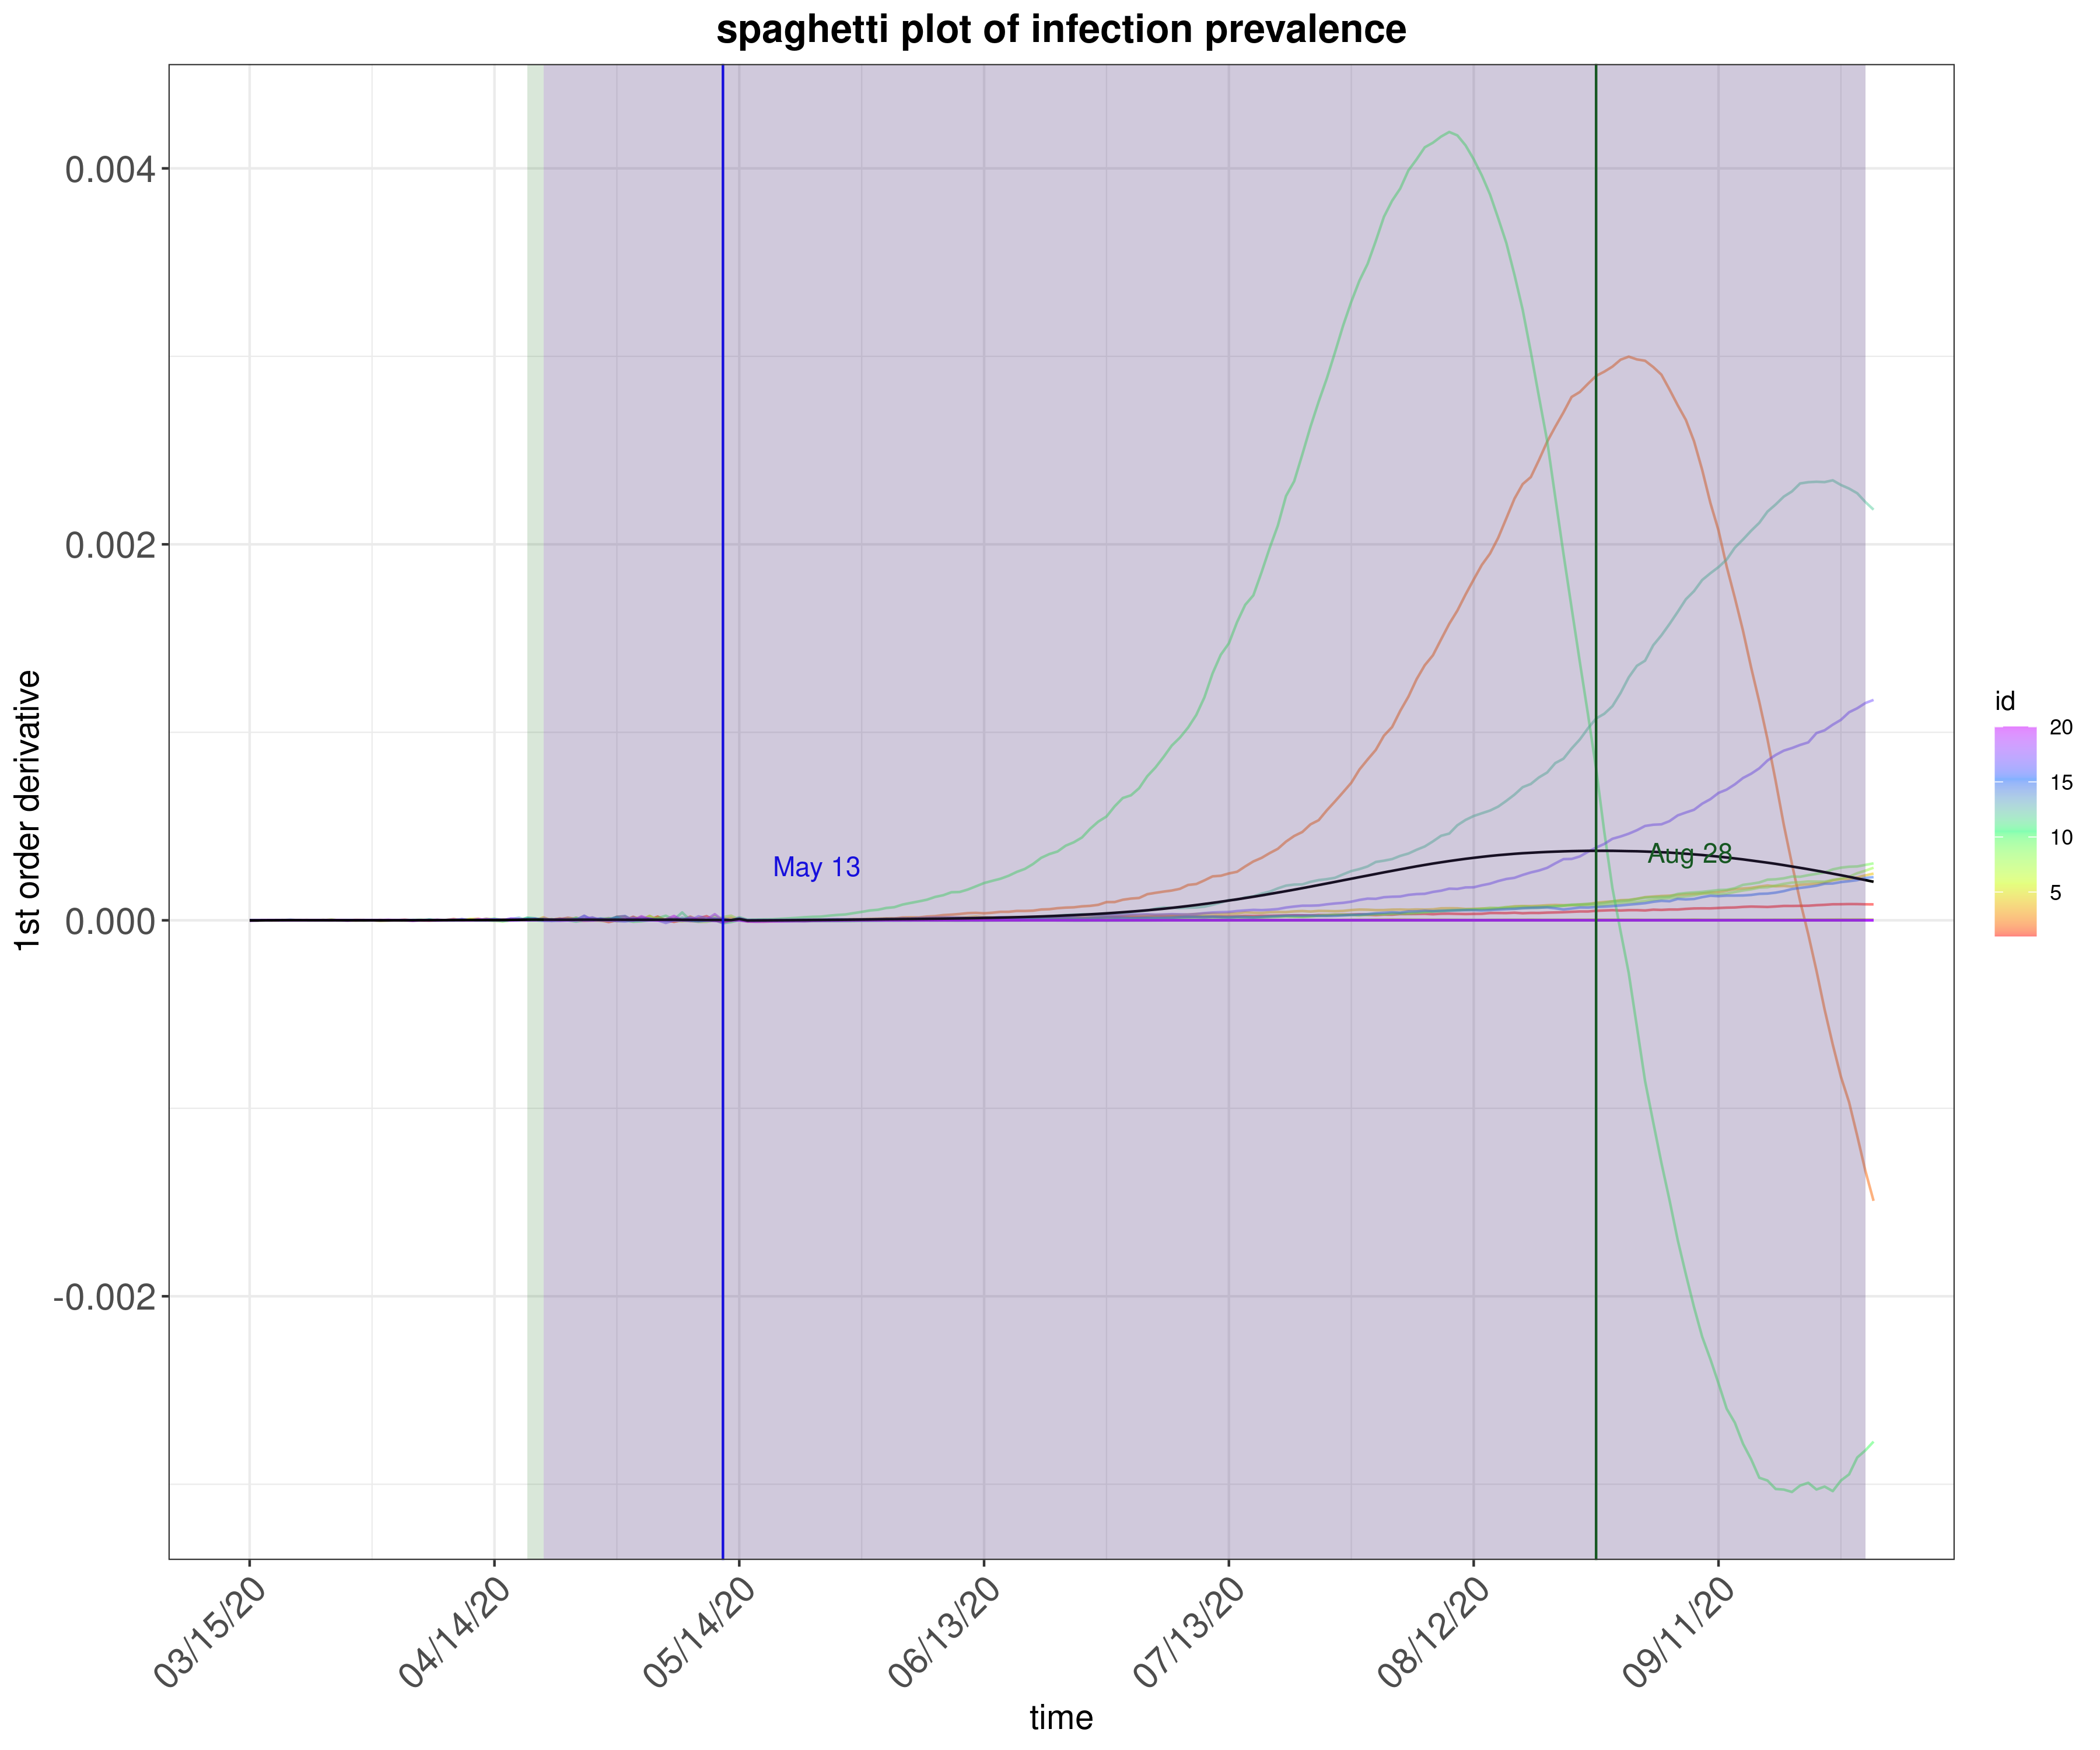 spaghetti plot of infection prevalence
1st order derivative
0.004
0.002
0.000
-0.002
May 13
Aug 28
id
20
15
10
5
03/15/20
04/14/20
05/14/20
06/13/20
07/13/20
08/12/20
09/11/20
time